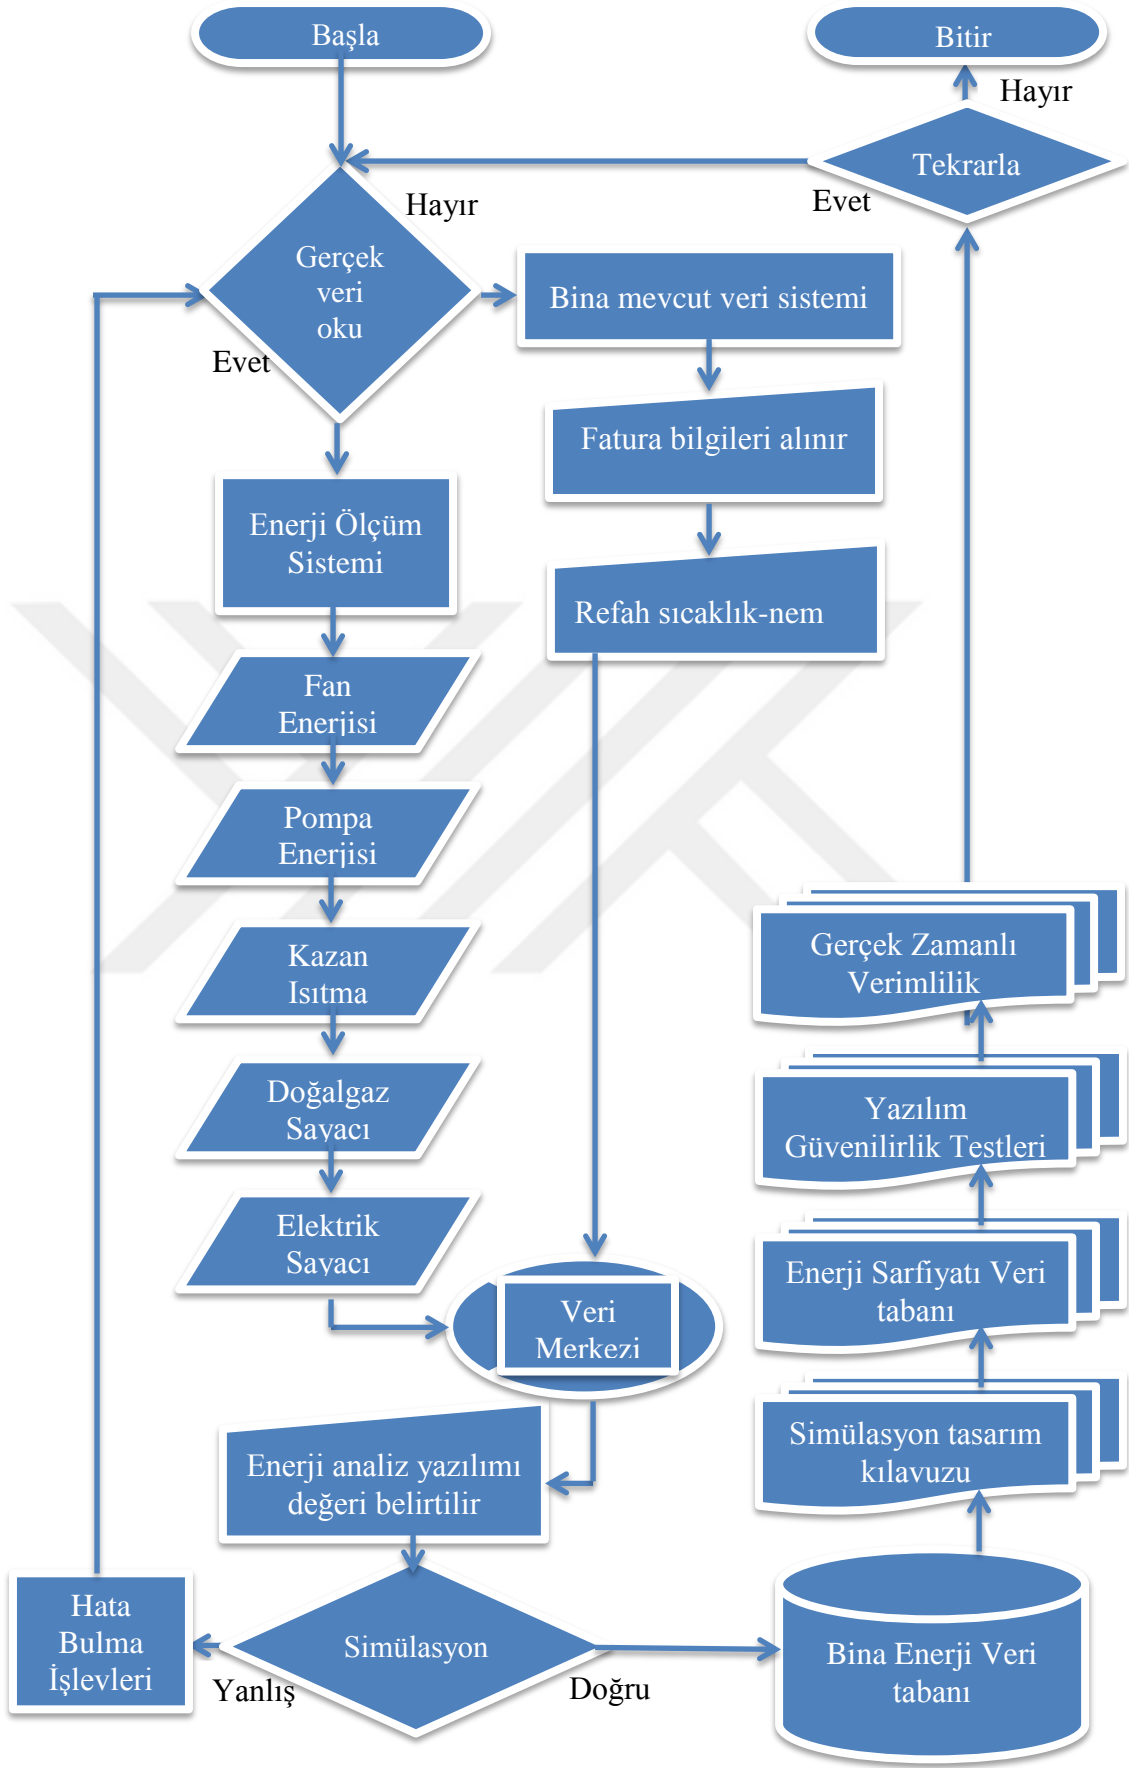 Başla
Bitir
Hayır
Tekrarla
Evet
Hayır
Gerçek
veri
oku
Evet
Bina mevcut veri sistemi
Fatura bilgileri alınır
Enerji Ölçüm
Sistemi
Refah sıcaklık-nem
Fan
Enerjisi
Pompa
Enerjisi
Kazan
Isıtma
Doğalgaz
Sayacı
Elektrik
Sayacı
Veri
Merkezi
Enerji analiz yazılımı
değeri belirtilir
Simülasyon
Yanlış
Doğru
Hata
Bulma
İşlevleri
Bina Enerji Veri
tabanı
Simülasyon tasarım
kılavuzu
Enerji Sarfiyatı Veri
tabanı
Yazılım
Güvenilirlik Testleri
Gerçek Zamanlı
Verimlilik